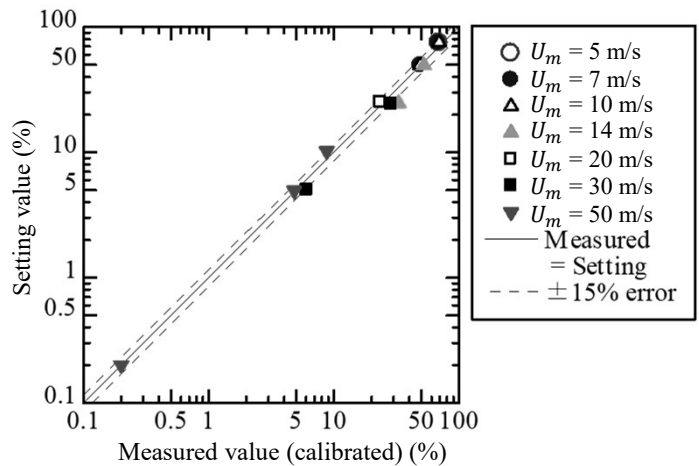 100
50
10
5
1
0.5
0.1
Setting value (%)
0.1 0.5 1 5 10 50 100
Measured value (calibrated) (%)
U_m = 5 m/s
U_m = 7 m/s
U_m = 10 m/s
U_m = 14 m/s
U_m = 20 m/s
U_m = 30 m/s
U_m = 50 m/s
Measured
= Setting
±15% error